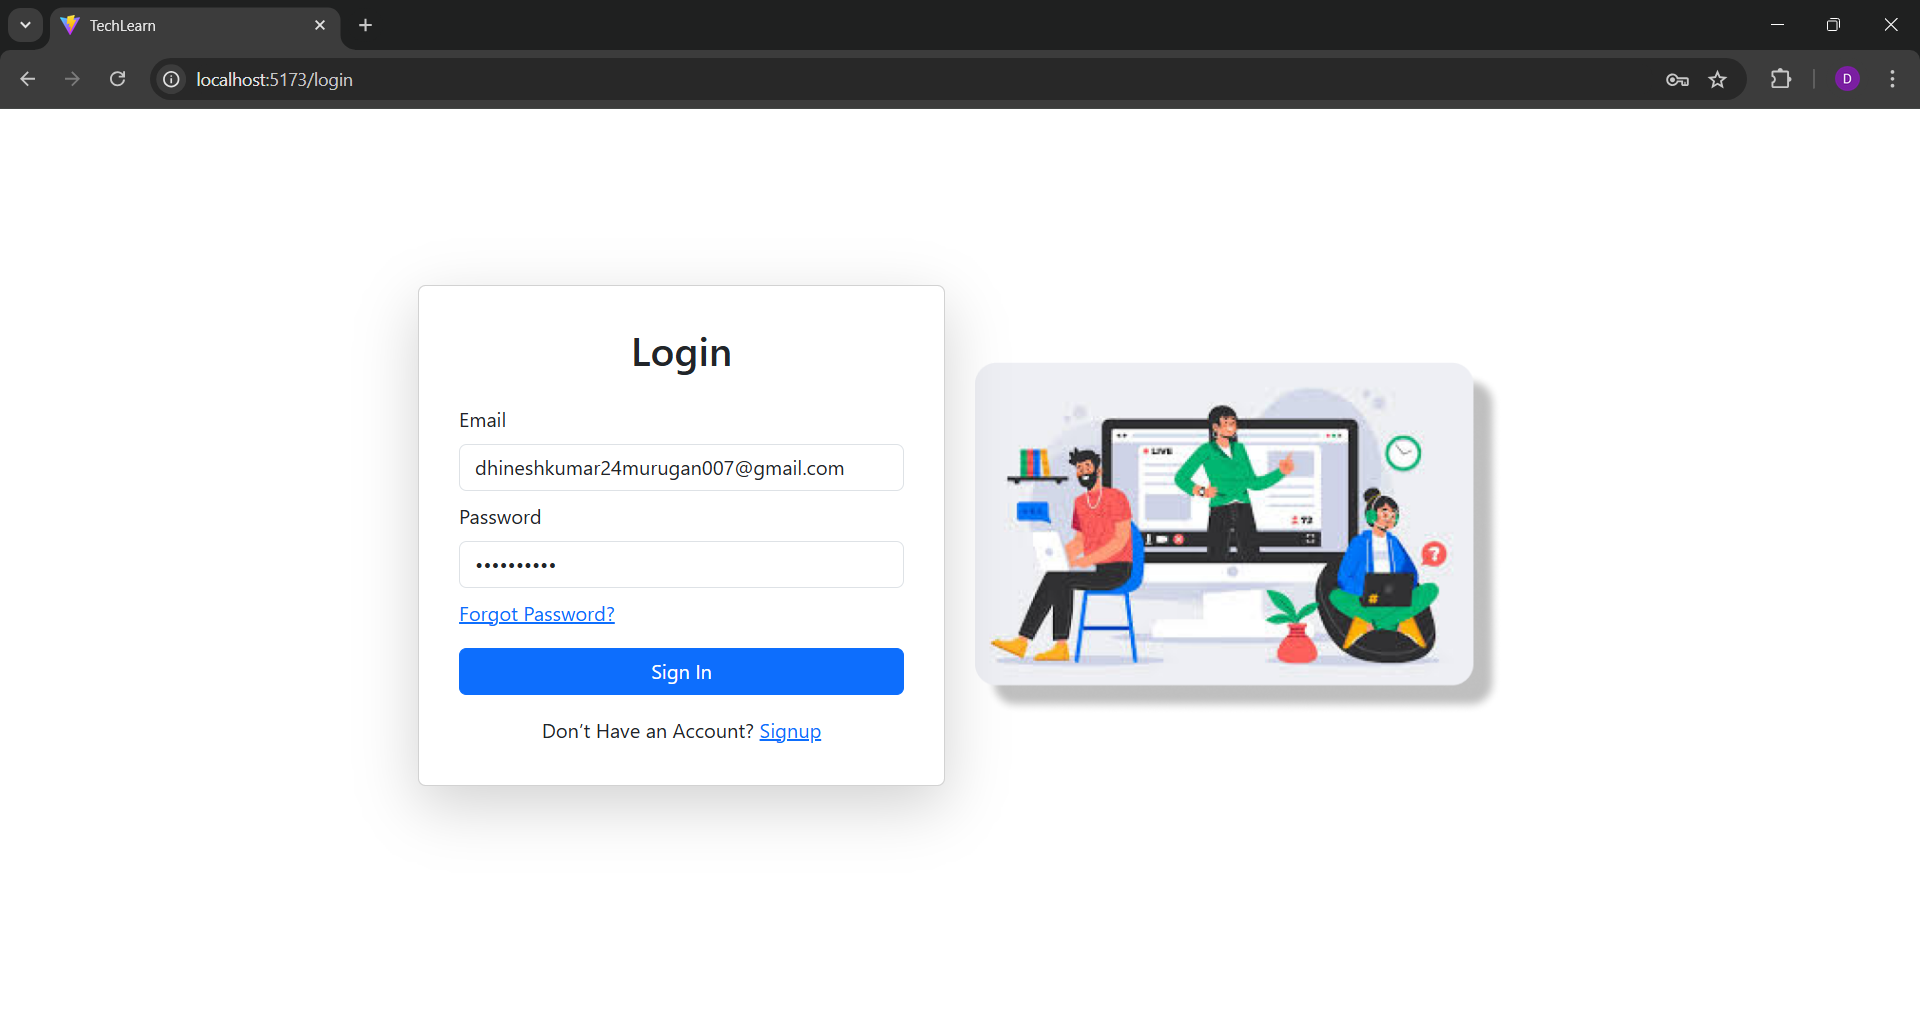 TechLearn
localhost:5173/login
D
Login
Email
dhineshkumar24murugan007@gmail.com
Password
••••••••••
Forgot Password?
Sign In
Don't Have an Account? Signup
LIVE
72
?
#